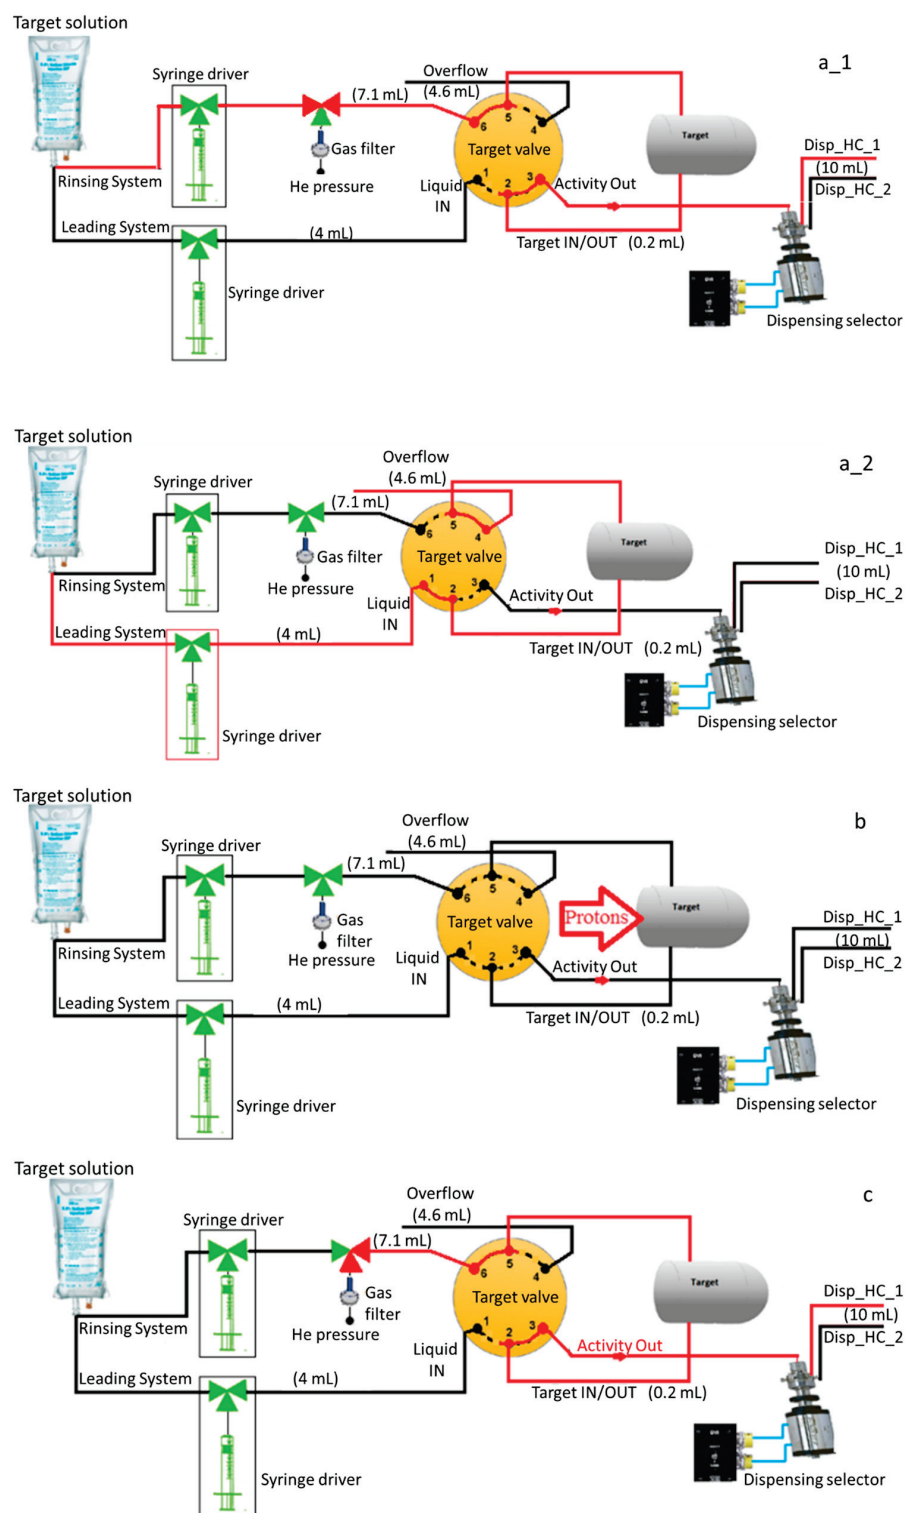 Target solution
a_1
Syringe driver
Overflow
(7.1 mL)
(4.6 mL)
5
6
4
Target
Target valve
Gas filter
Disp_HC_1
He pressure
Rinsing System
Liquid
IN
1
3
2
Activity Out
(10 mL)
Disp_HC_2
Leading System
(4 mL)
Target IN/OUT (0.2 mL)
Syringe driver
Dispensing selector
Target solution
a_2
Overflow
Syringe driver
(4.6 mL)
(7.1 mL)
5
6
4
Target
Target valve
Gas filter
Disp_HC_1
He pressure
(10 mL)
Rinsing System
1
3
2
Liquid
IN
Activity Out
Disp_HC_2
Leading System
(4 mL)
Target IN/OUT (0.2 mL)
Syringe driver
Dispensing selector
Target solution
b
Overflow
(4.6 mL)
Syringe driver
(7.1 mL)
5
6
4
Target
Protons
Target valve
Gas
filter
Disp_HC_1
(10 mL)
He pressure
Rinsing System
Liquid
IN
1
3
2
Activity Out
Disp_HC_2
Leading System
(4 mL)
Target IN/OUT (0.2 mL)
Syringe driver
Dispensing selector
Target solution
c
Overflow
(4.6 mL)
Syringe driver
(7.1 mL)
5
6
4
Target
Target valve
Gas
filter
Disp_HC_1
(10 mL)
He pressure
Rinsing System
Liquid
IN
1
3
2
Activity Out
Disp_HC_2
Leading System
(4 mL)
Target IN/OUT (0.2 mL)
Syringe driver
Dispensing selector